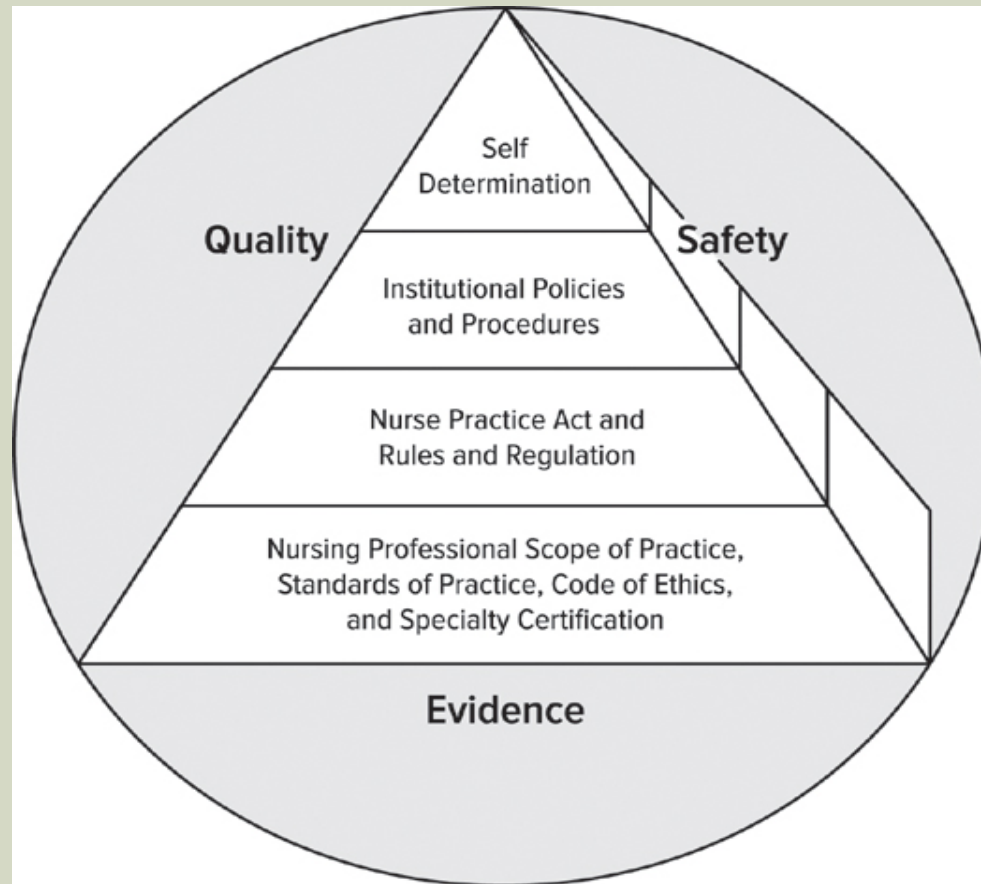 Self
Determination
Quality
Safety
Institutional Policies
and Procedures
Nurse Practice Act and
Rules and Regulation
Nursing Professional Scope of Practice,
Standards of Practice, Code of Ethics,
and Specialty Certification
Evidence